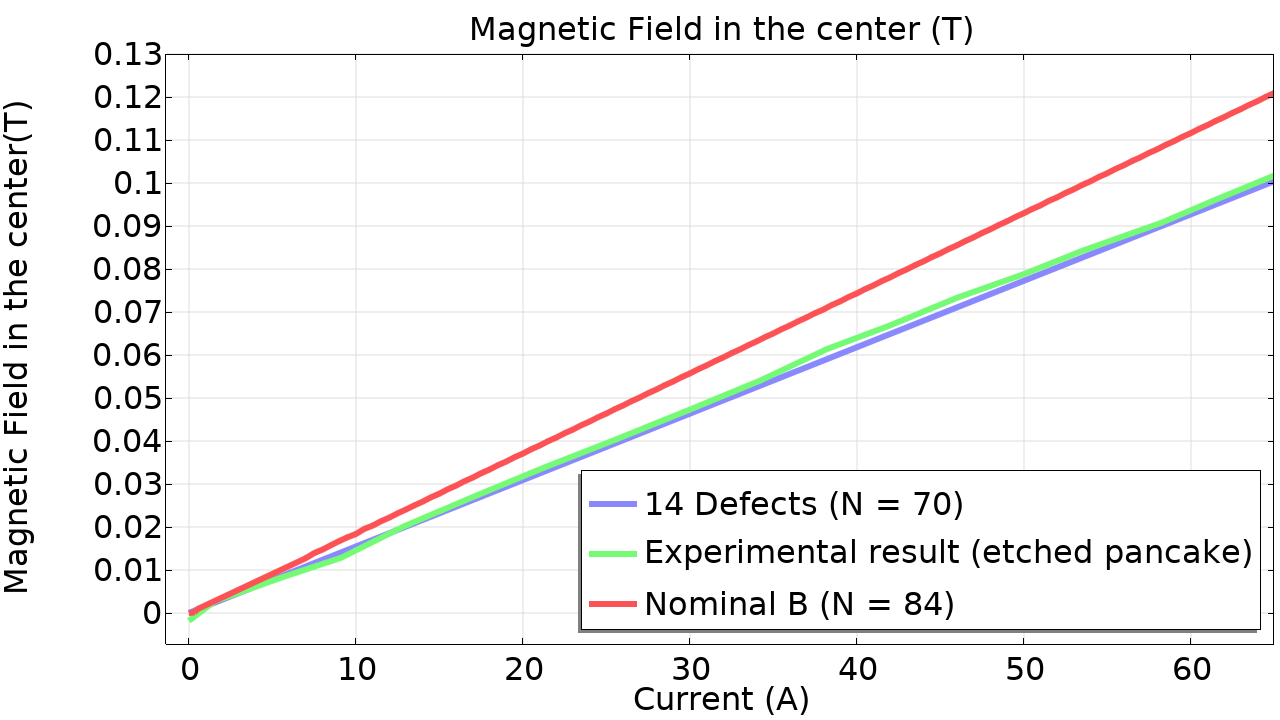 Magnetic Field in the center (T)
Magnetic Field in the center(T)
0.13
0.12
0.11
0.1
0.09
0.08
0.07
0.06
0.05
0.04
0.03
0.02
0.01
0
14 Defects (N = 70)
Experimental result (etched pancake)
Nominal B (N = 84)
0 10 20 30 40 50 60
Current (A)